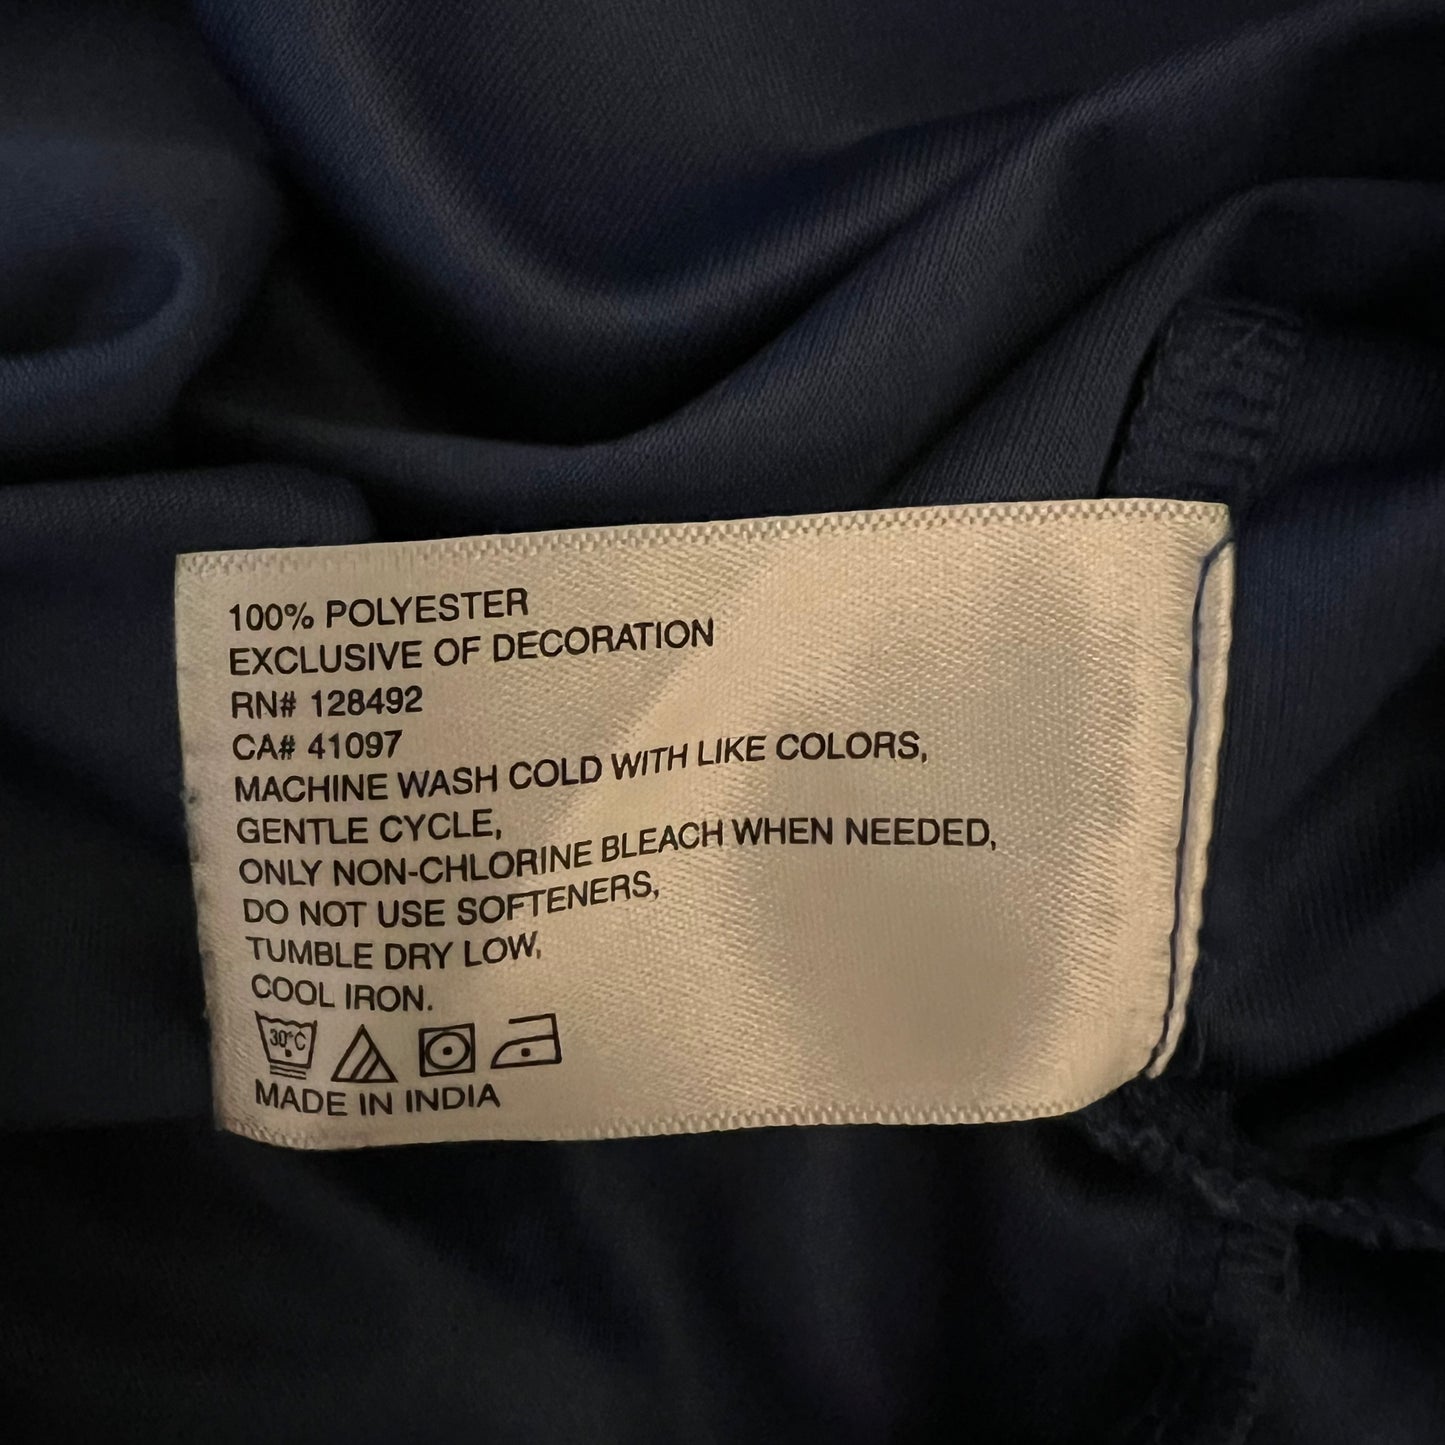 100% POLYESTER
EXCLUSIVE OF DECORATION
RN# 128492
CA# 41097
MACHINE WASH COLD WITH LIKE COLORS,
GENTLE CYCLE,
ONLY NON-CHLORINE BLEACH WHEN NEEDED,
DO NOT USE SOFTENERS,
TUMBLE DRY LOW,
COOL IRON.
30°C
MADE IN INDIA